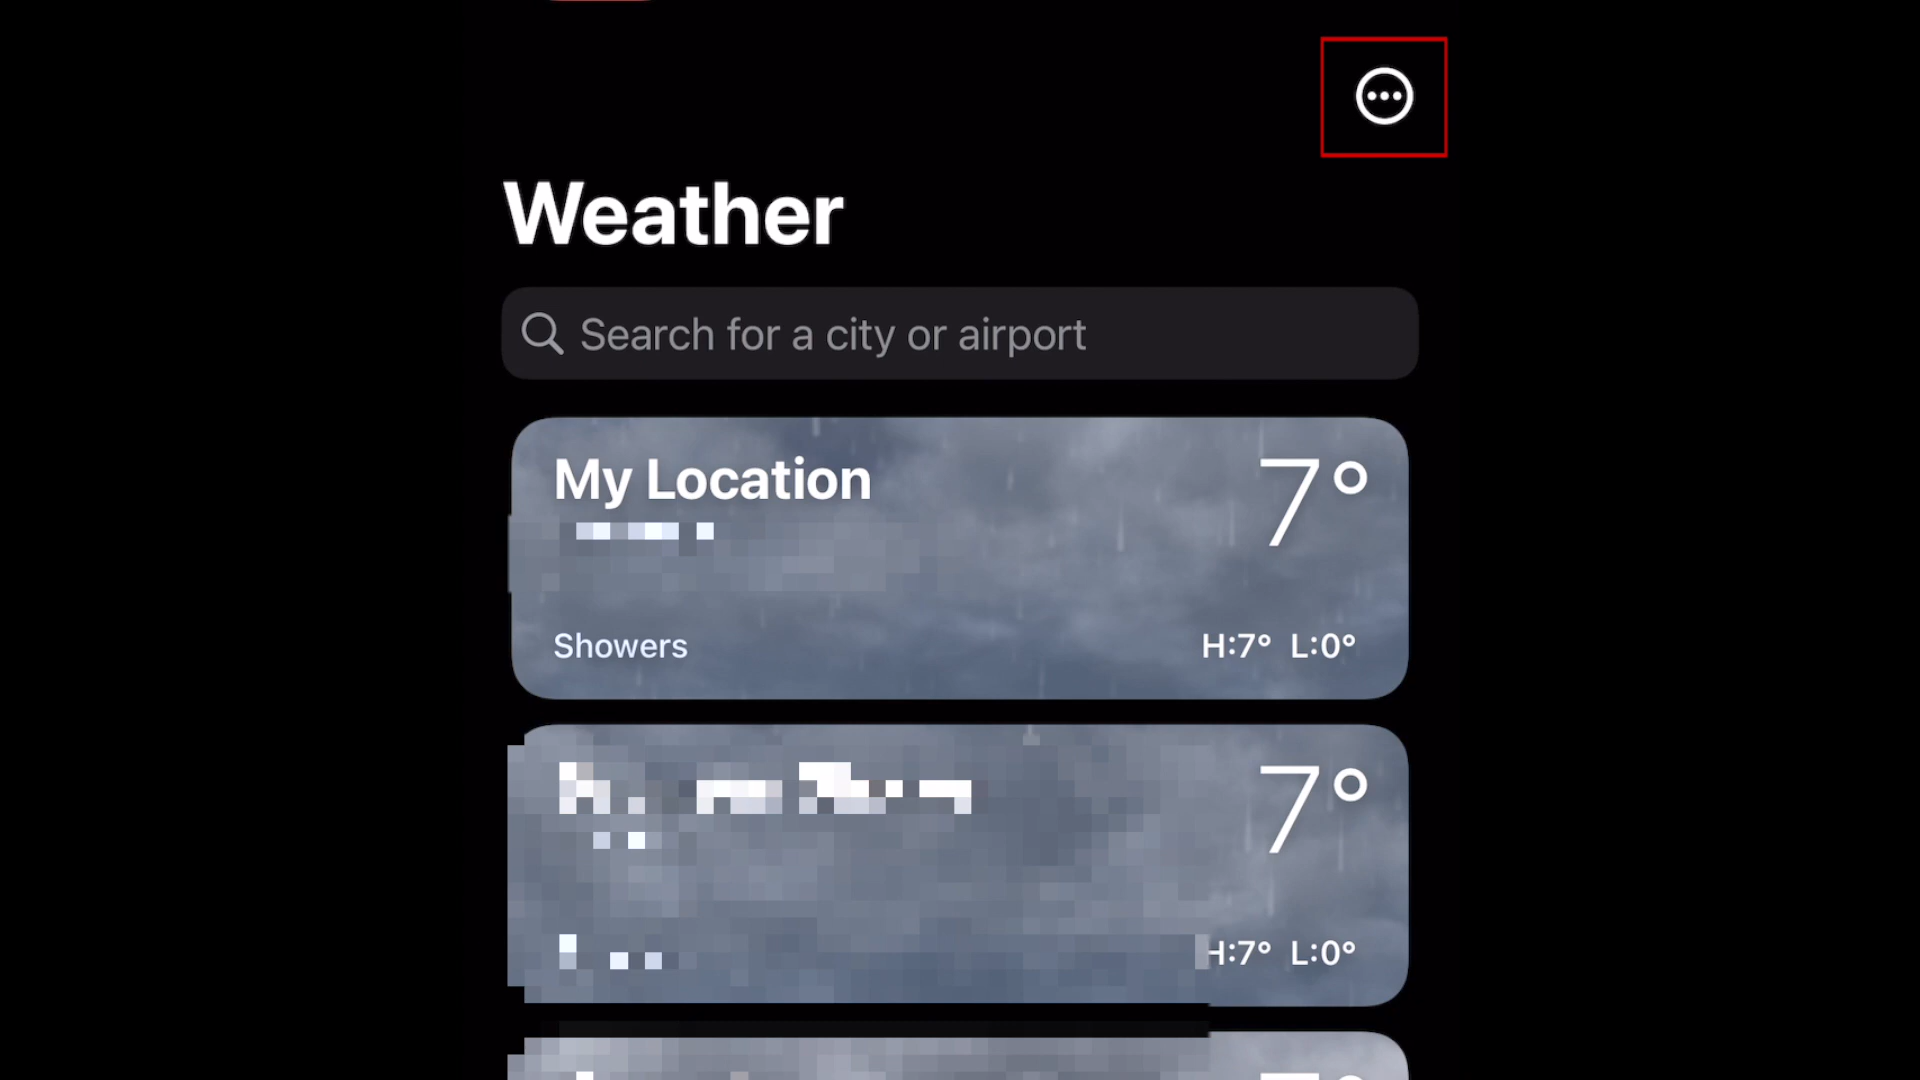 Weather
Search for a city or airport
My Location
7°
Showers
H:7° L:0°
7°
H:7° L:0°